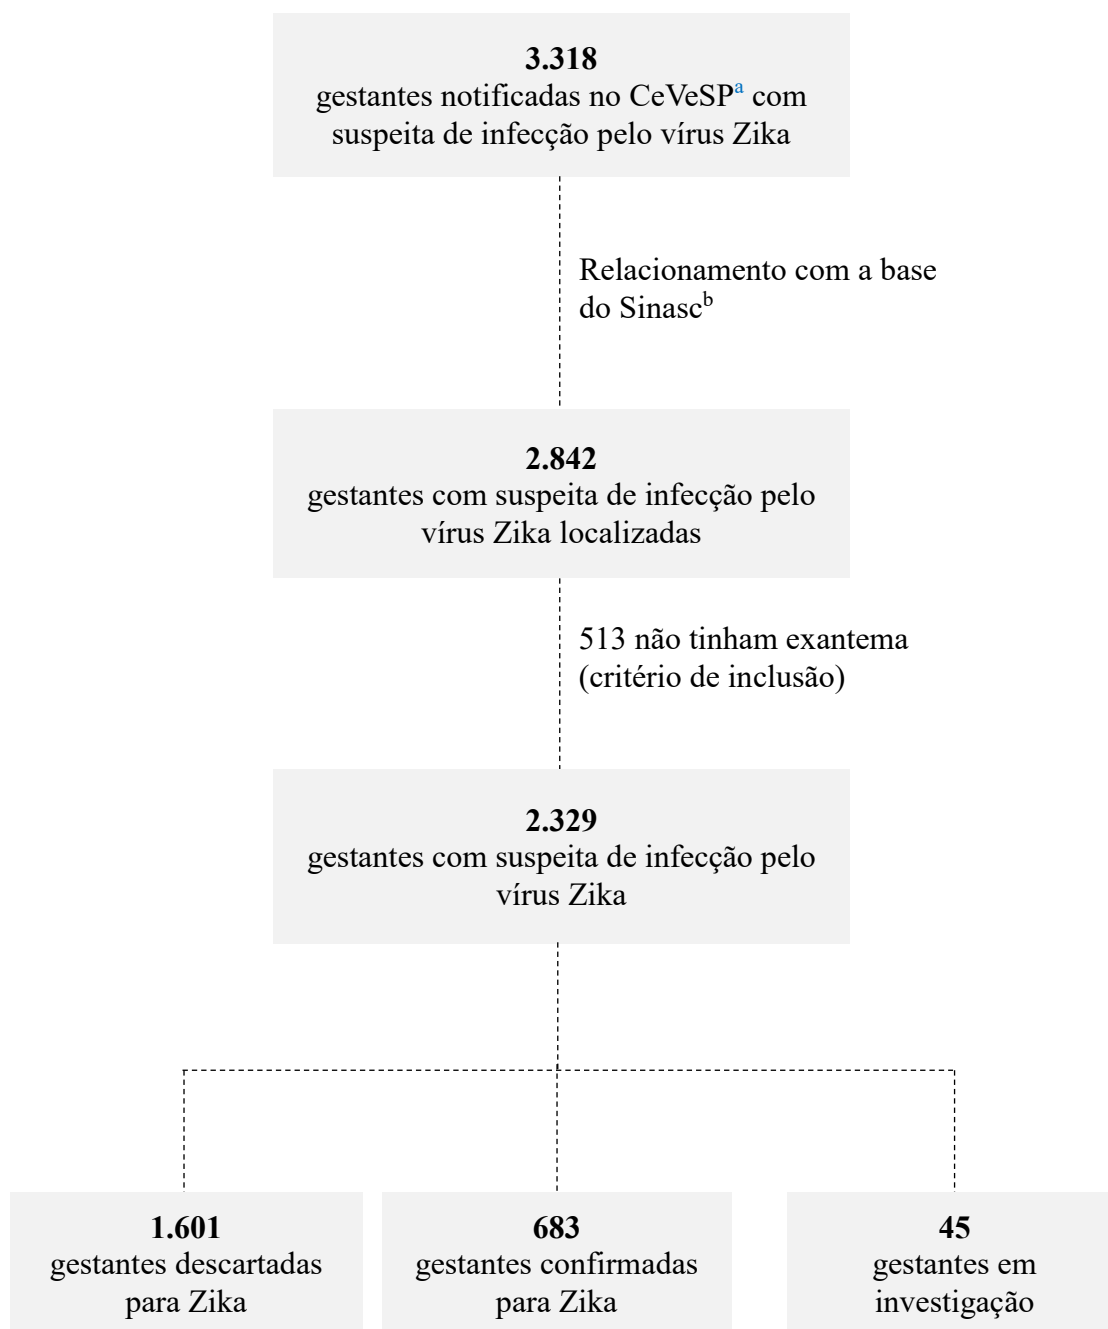 3.318
gestantes notificadas no CeVeSPa com
suspeita de infecção pelo vírus Zika
Relacionamento com a base
do Sinascb
2.842
gestantes com suspeita de infecção pelo
vírus Zika localizadas
513 não tinham exantema
(critério de inclusão)
2.329
gestantes com suspeita de infecção pelo
vírus Zika
1.601
gestantes descartadas
para Zika
683
gestantes confirmadas
para Zika
45
gestantes em
investigação